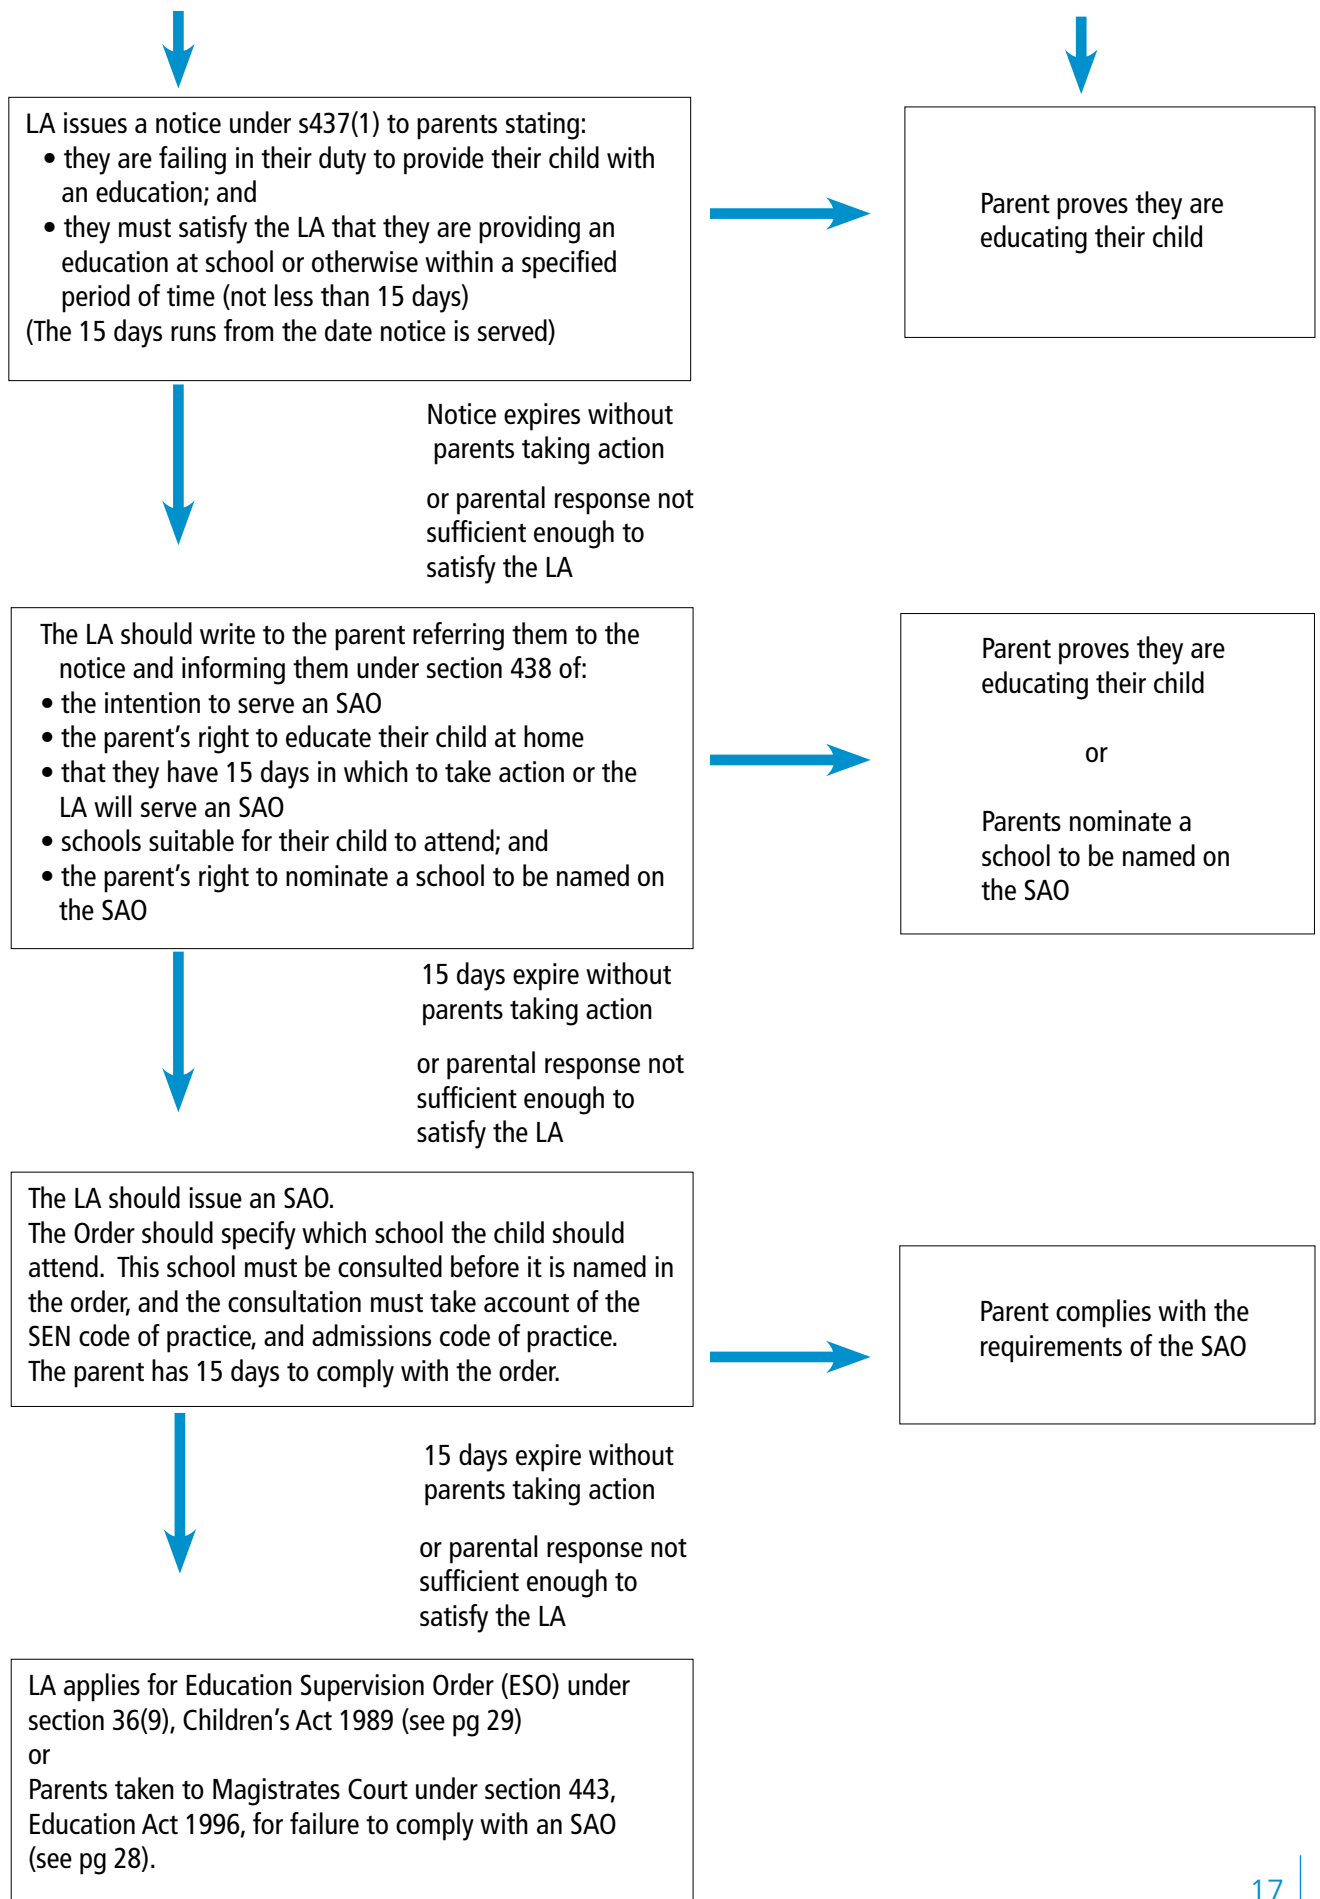 LA issues a notice under s437(1) to parents stating:
• they are failing in their duty to provide their child with
an education; and
• they must satisfy the LA that they are providing an
education at school or otherwise within a specified
period of time (not less than 15 days)
(The 15 days runs from the date notice is served)
Parent proves they are
educating their child
Notice expires without
parents taking action
or parental response not
sufficient enough to
satisfy the LA
The LA should write to the parent referring them to the
notice and informing them under section 438 of:
• the intention to serve an SAO
• the parent’s right to educate their child at home
• that they have 15 days in which to take action or the
LA will serve an SAO
• schools suitable for their child to attend; and
• the parent’s right to nominate a school to be named on
the SAO
Parent proves they are
educating their child
or
Parents nominate a
school to be named on
the SAO
15 days expire without
parents taking action
or parental response not
sufficient enough to
satisfy the LA
The LA should issue an SAO.
The Order should specify which school the child should
attend.  This school must be consulted before it is named in
the order, and the consultation must take account of the
SEN code of practice, and admissions code of practice.
The parent has 15 days to comply with the order.
Parent complies with the
requirements of the SAO
15 days expire without
parents taking action
or parental response not
sufficient enough to
satisfy the LA
LA applies for Education Supervision Order (ESO) under
section 36(9), Children’s Act 1989 (see pg 29)
or
Parents taken to Magistrates Court under section 443,
Education Act 1996, for failure to comply with an SAO
(see pg 28).
17